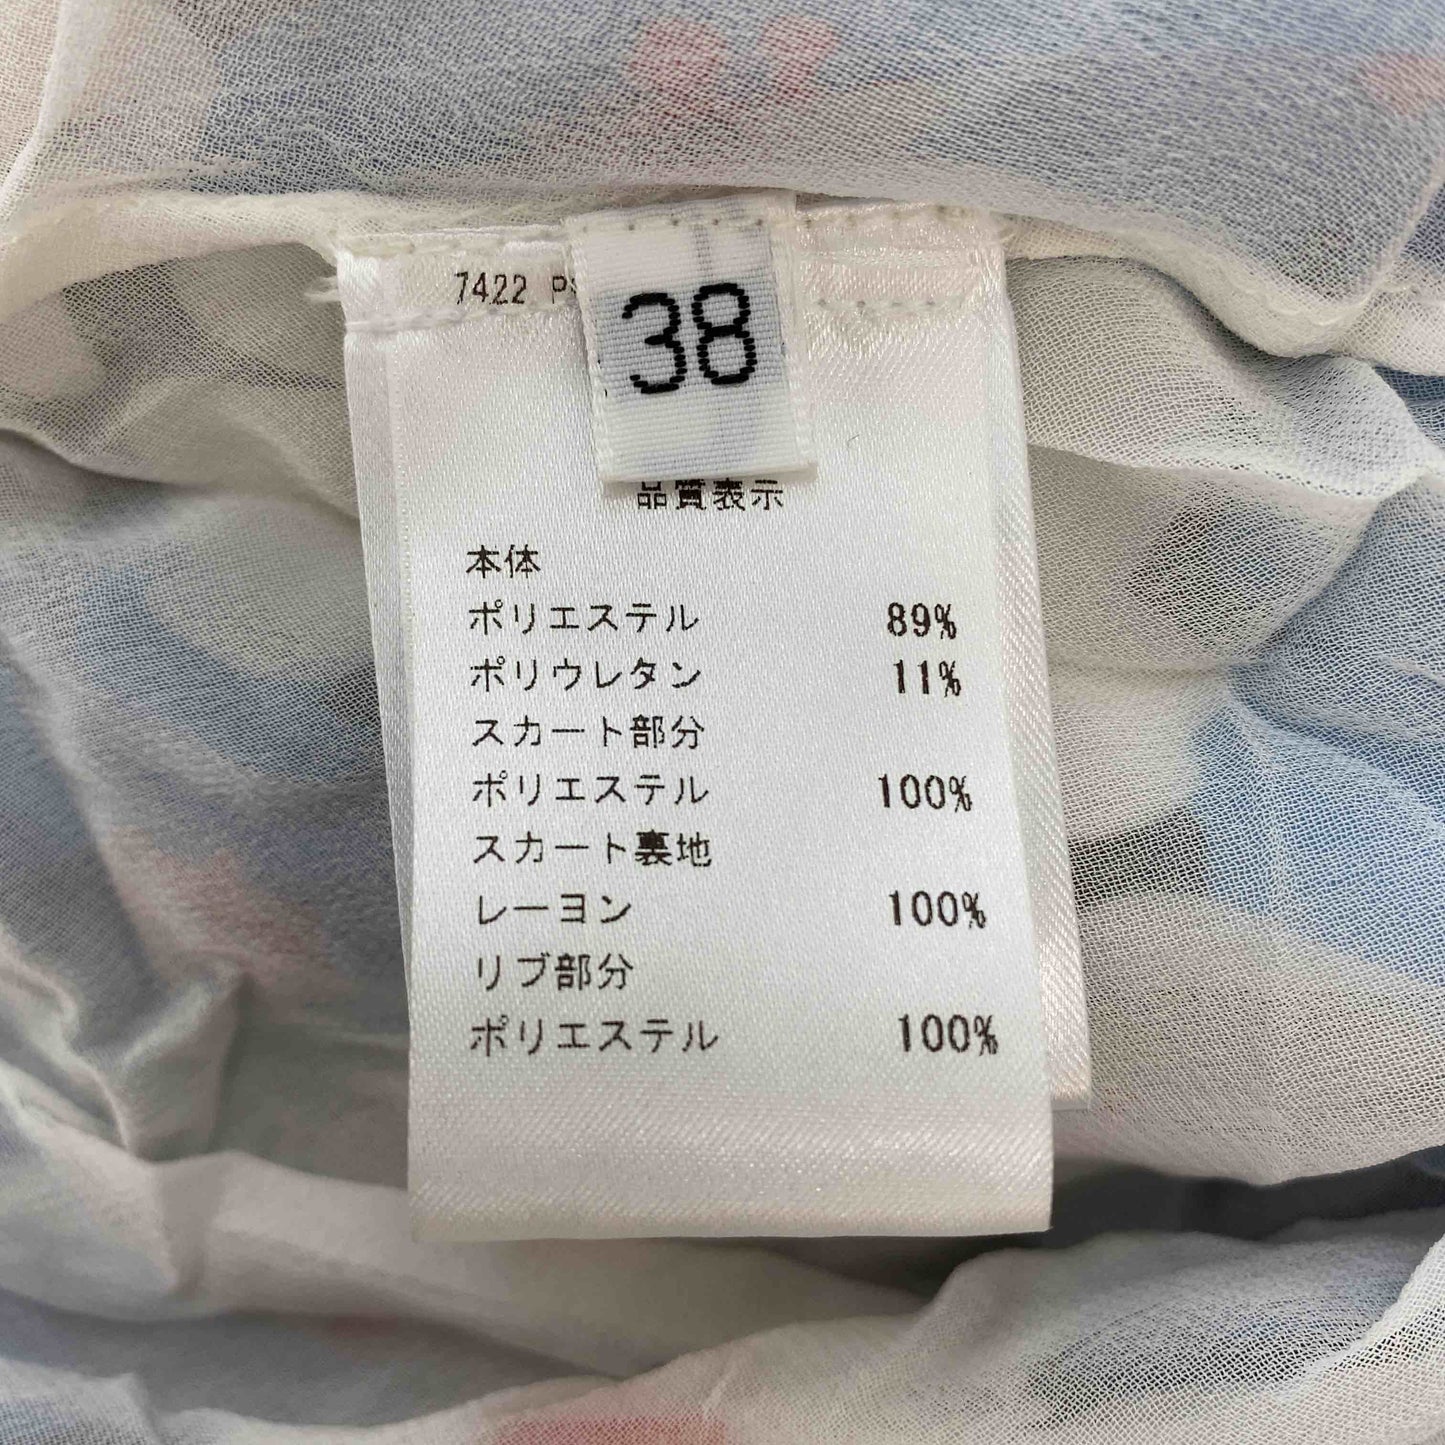 7422
38
品質表示
本体
ポリエステル 89%
ポリウレタン 11%
スカート部分
ポリエステル 100%
スカート裏地
レーヨン 100%
リブ部分
ポリエステル 100%